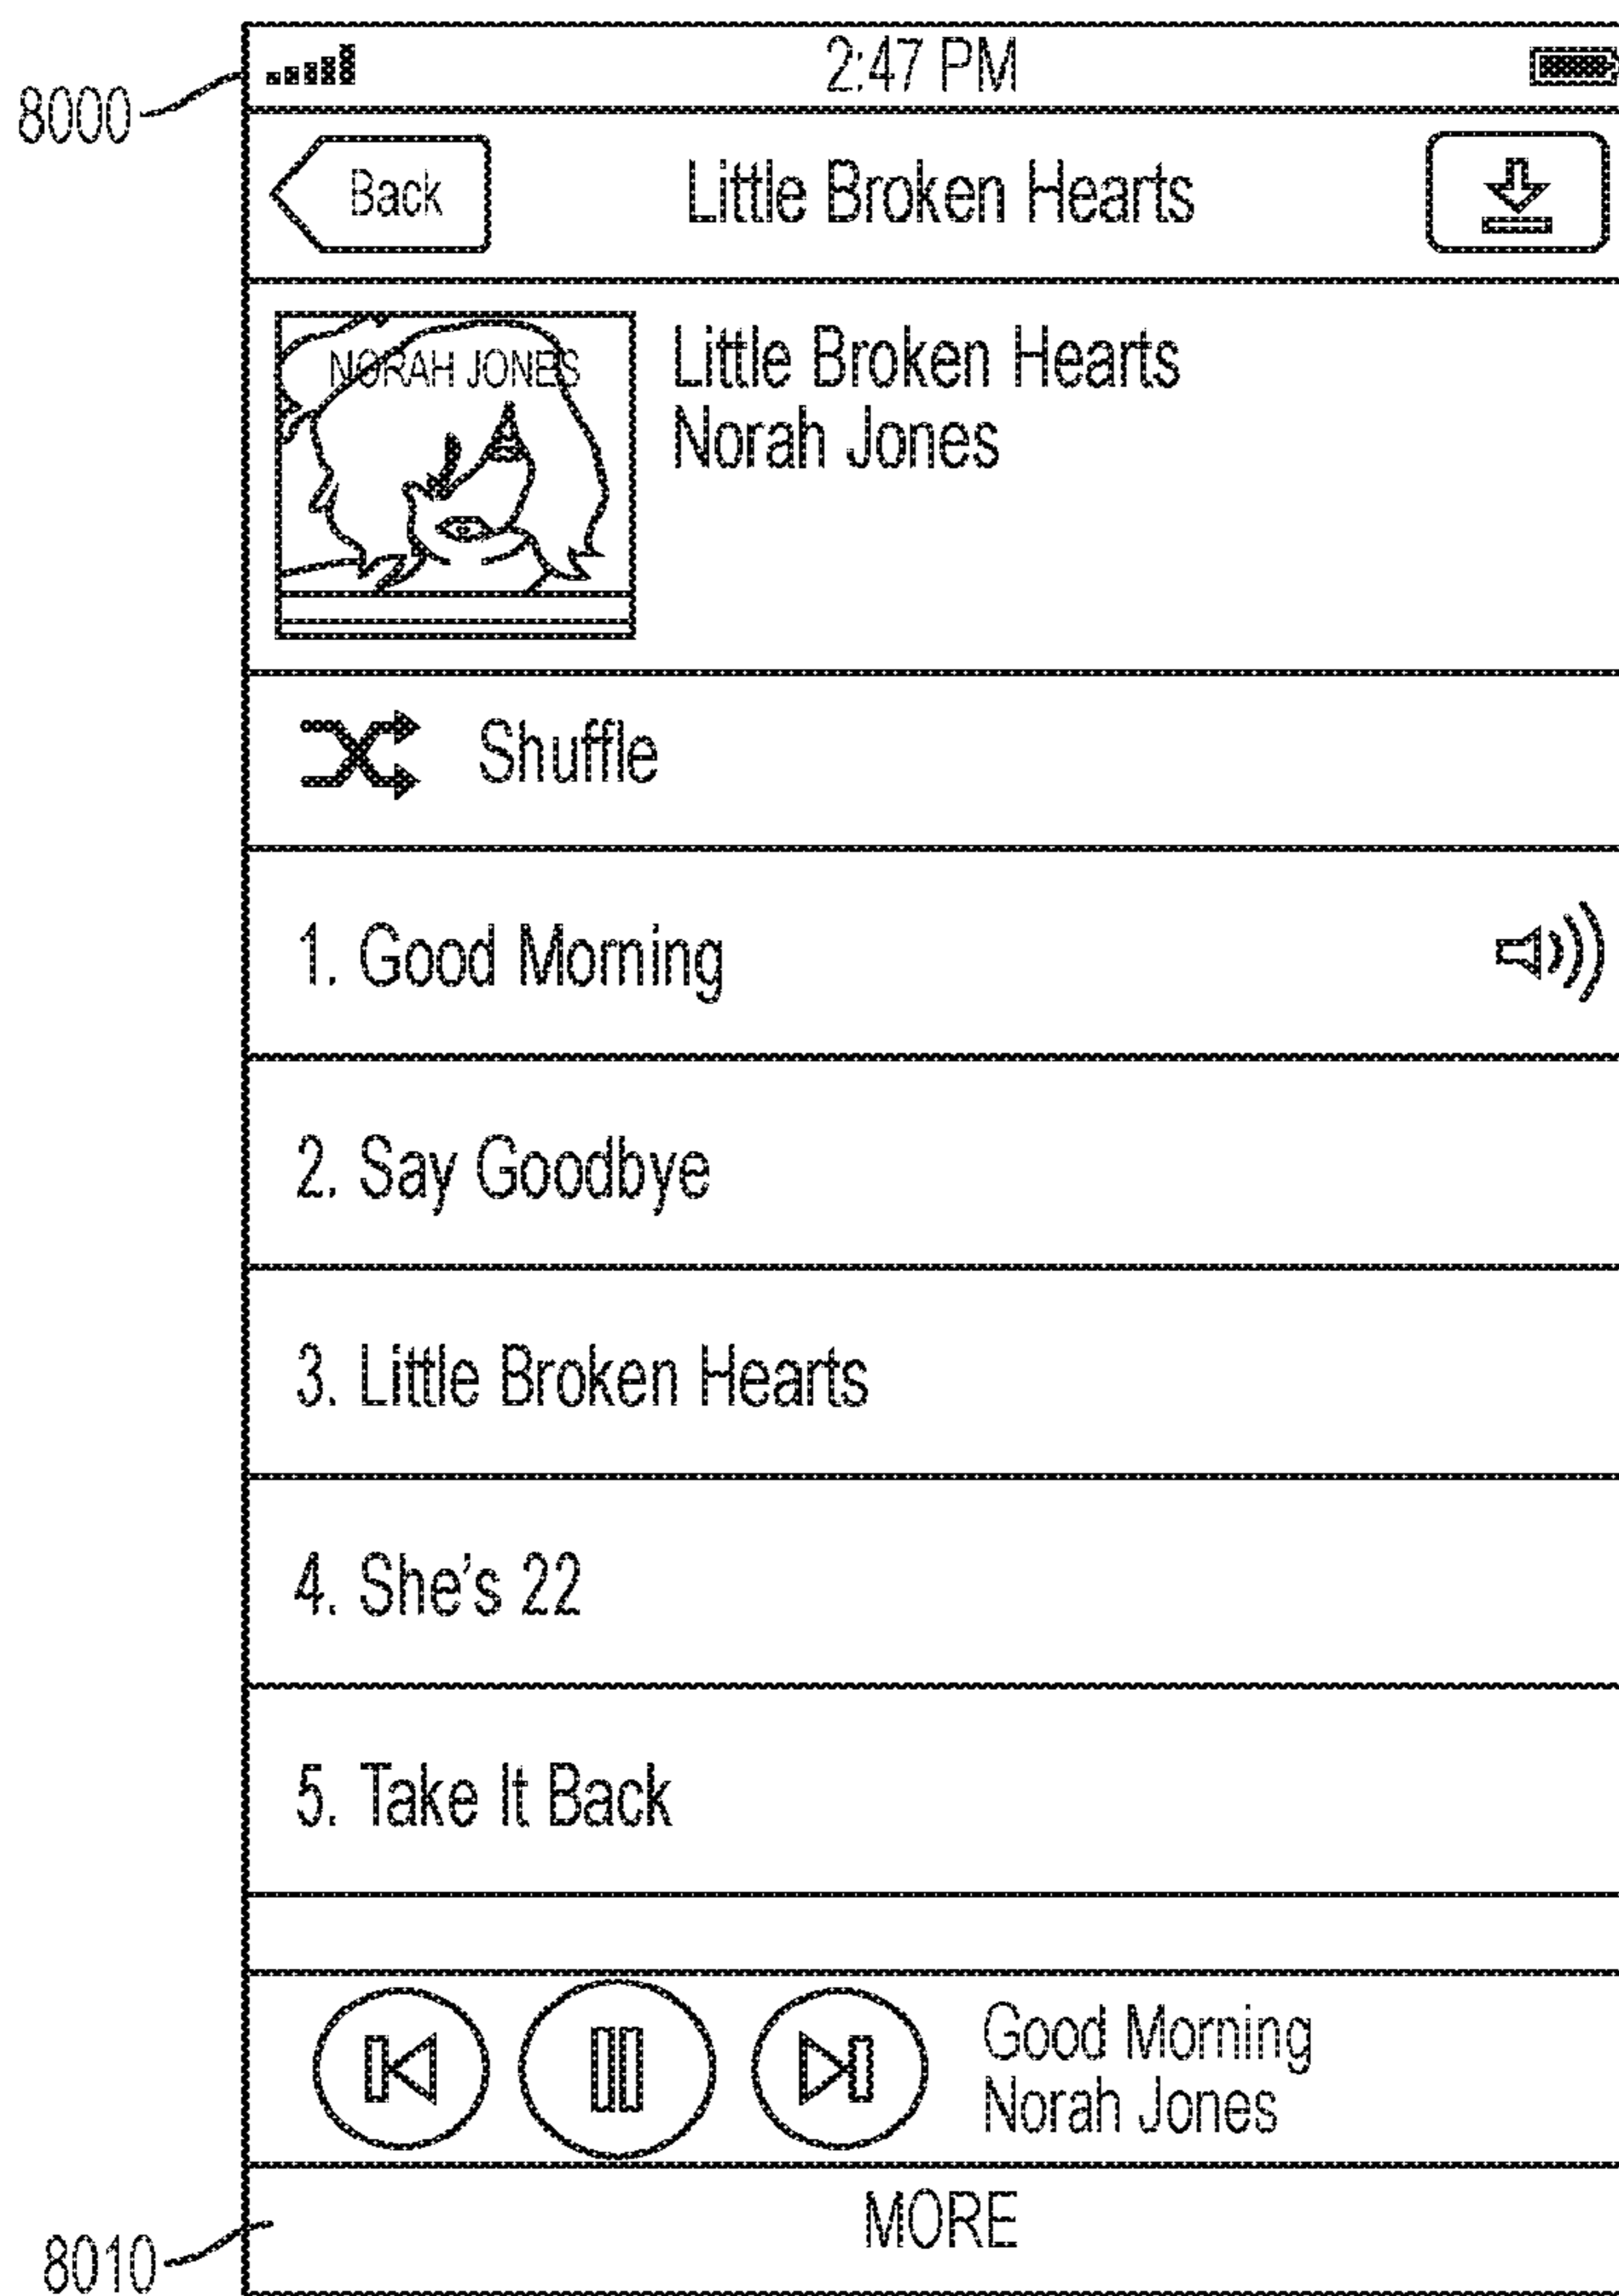 8000
2:47 PM
Back
Little Broken Hearts
NORAH JONES
Little Broken Hearts
Norah Jones
Shuffle
1. Good Morning
2. Say Goodbye
3. Little Broken Hearts
4. She's 22
5. Take It Back
Good Morning
Norah Jones
MORE
8010